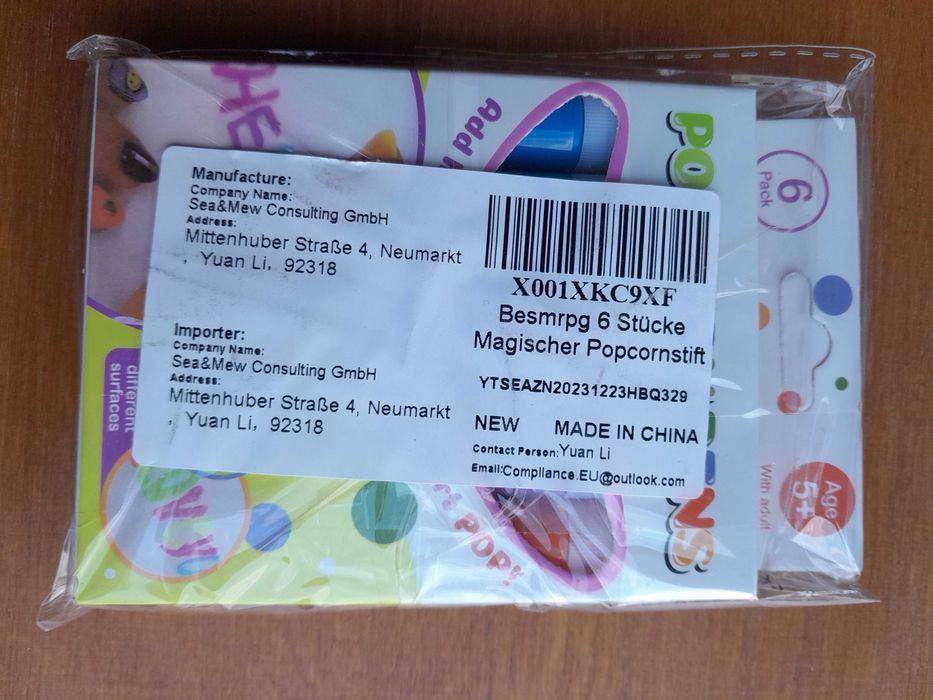 Manufacture:
Company Name:
Sea&Mew Consulting GmbH
Address:
Mittenhuber Straße 4, Neumarkt
, Yuan Li, 92318
Importer:
Company Name:
Sea&Mew Consulting GmbH
Address:
Mittenhuber Straße 4, Neumarkt
, Yuan Li, 92318
X001XKC9XF
Besmrpg 6 Stücke
Magischer Popcornstift
YTSEAZN20231223HBQ329
NEW MADE IN CHINA
Contact Person:Yuan Li
Email:Compliance.EU@outlook.com
Add
POP!
different
surfaces
6
Pack
Age
5+
With adult